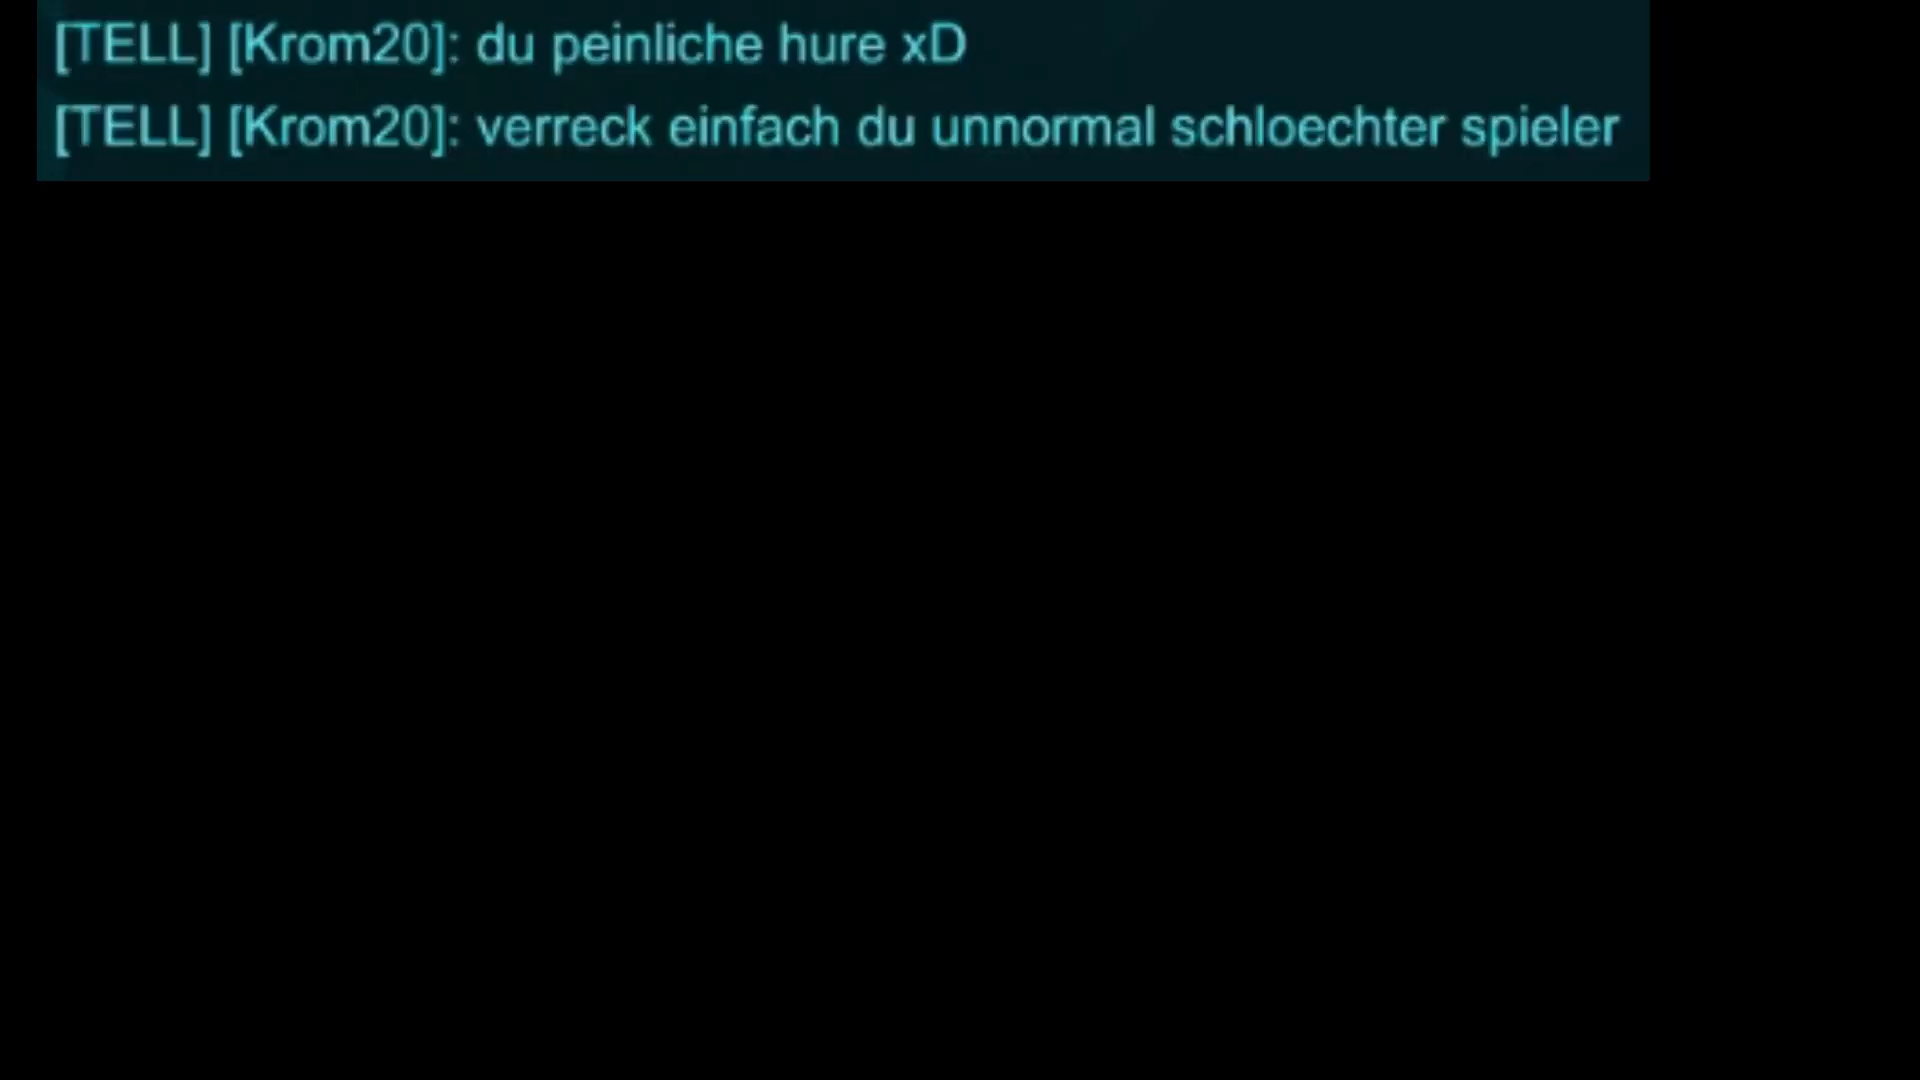 [TELL] [Krom20]: du peinliche hure xD
[TELL] [Krom20]: verreck einfach du unnormal schloechter spieler